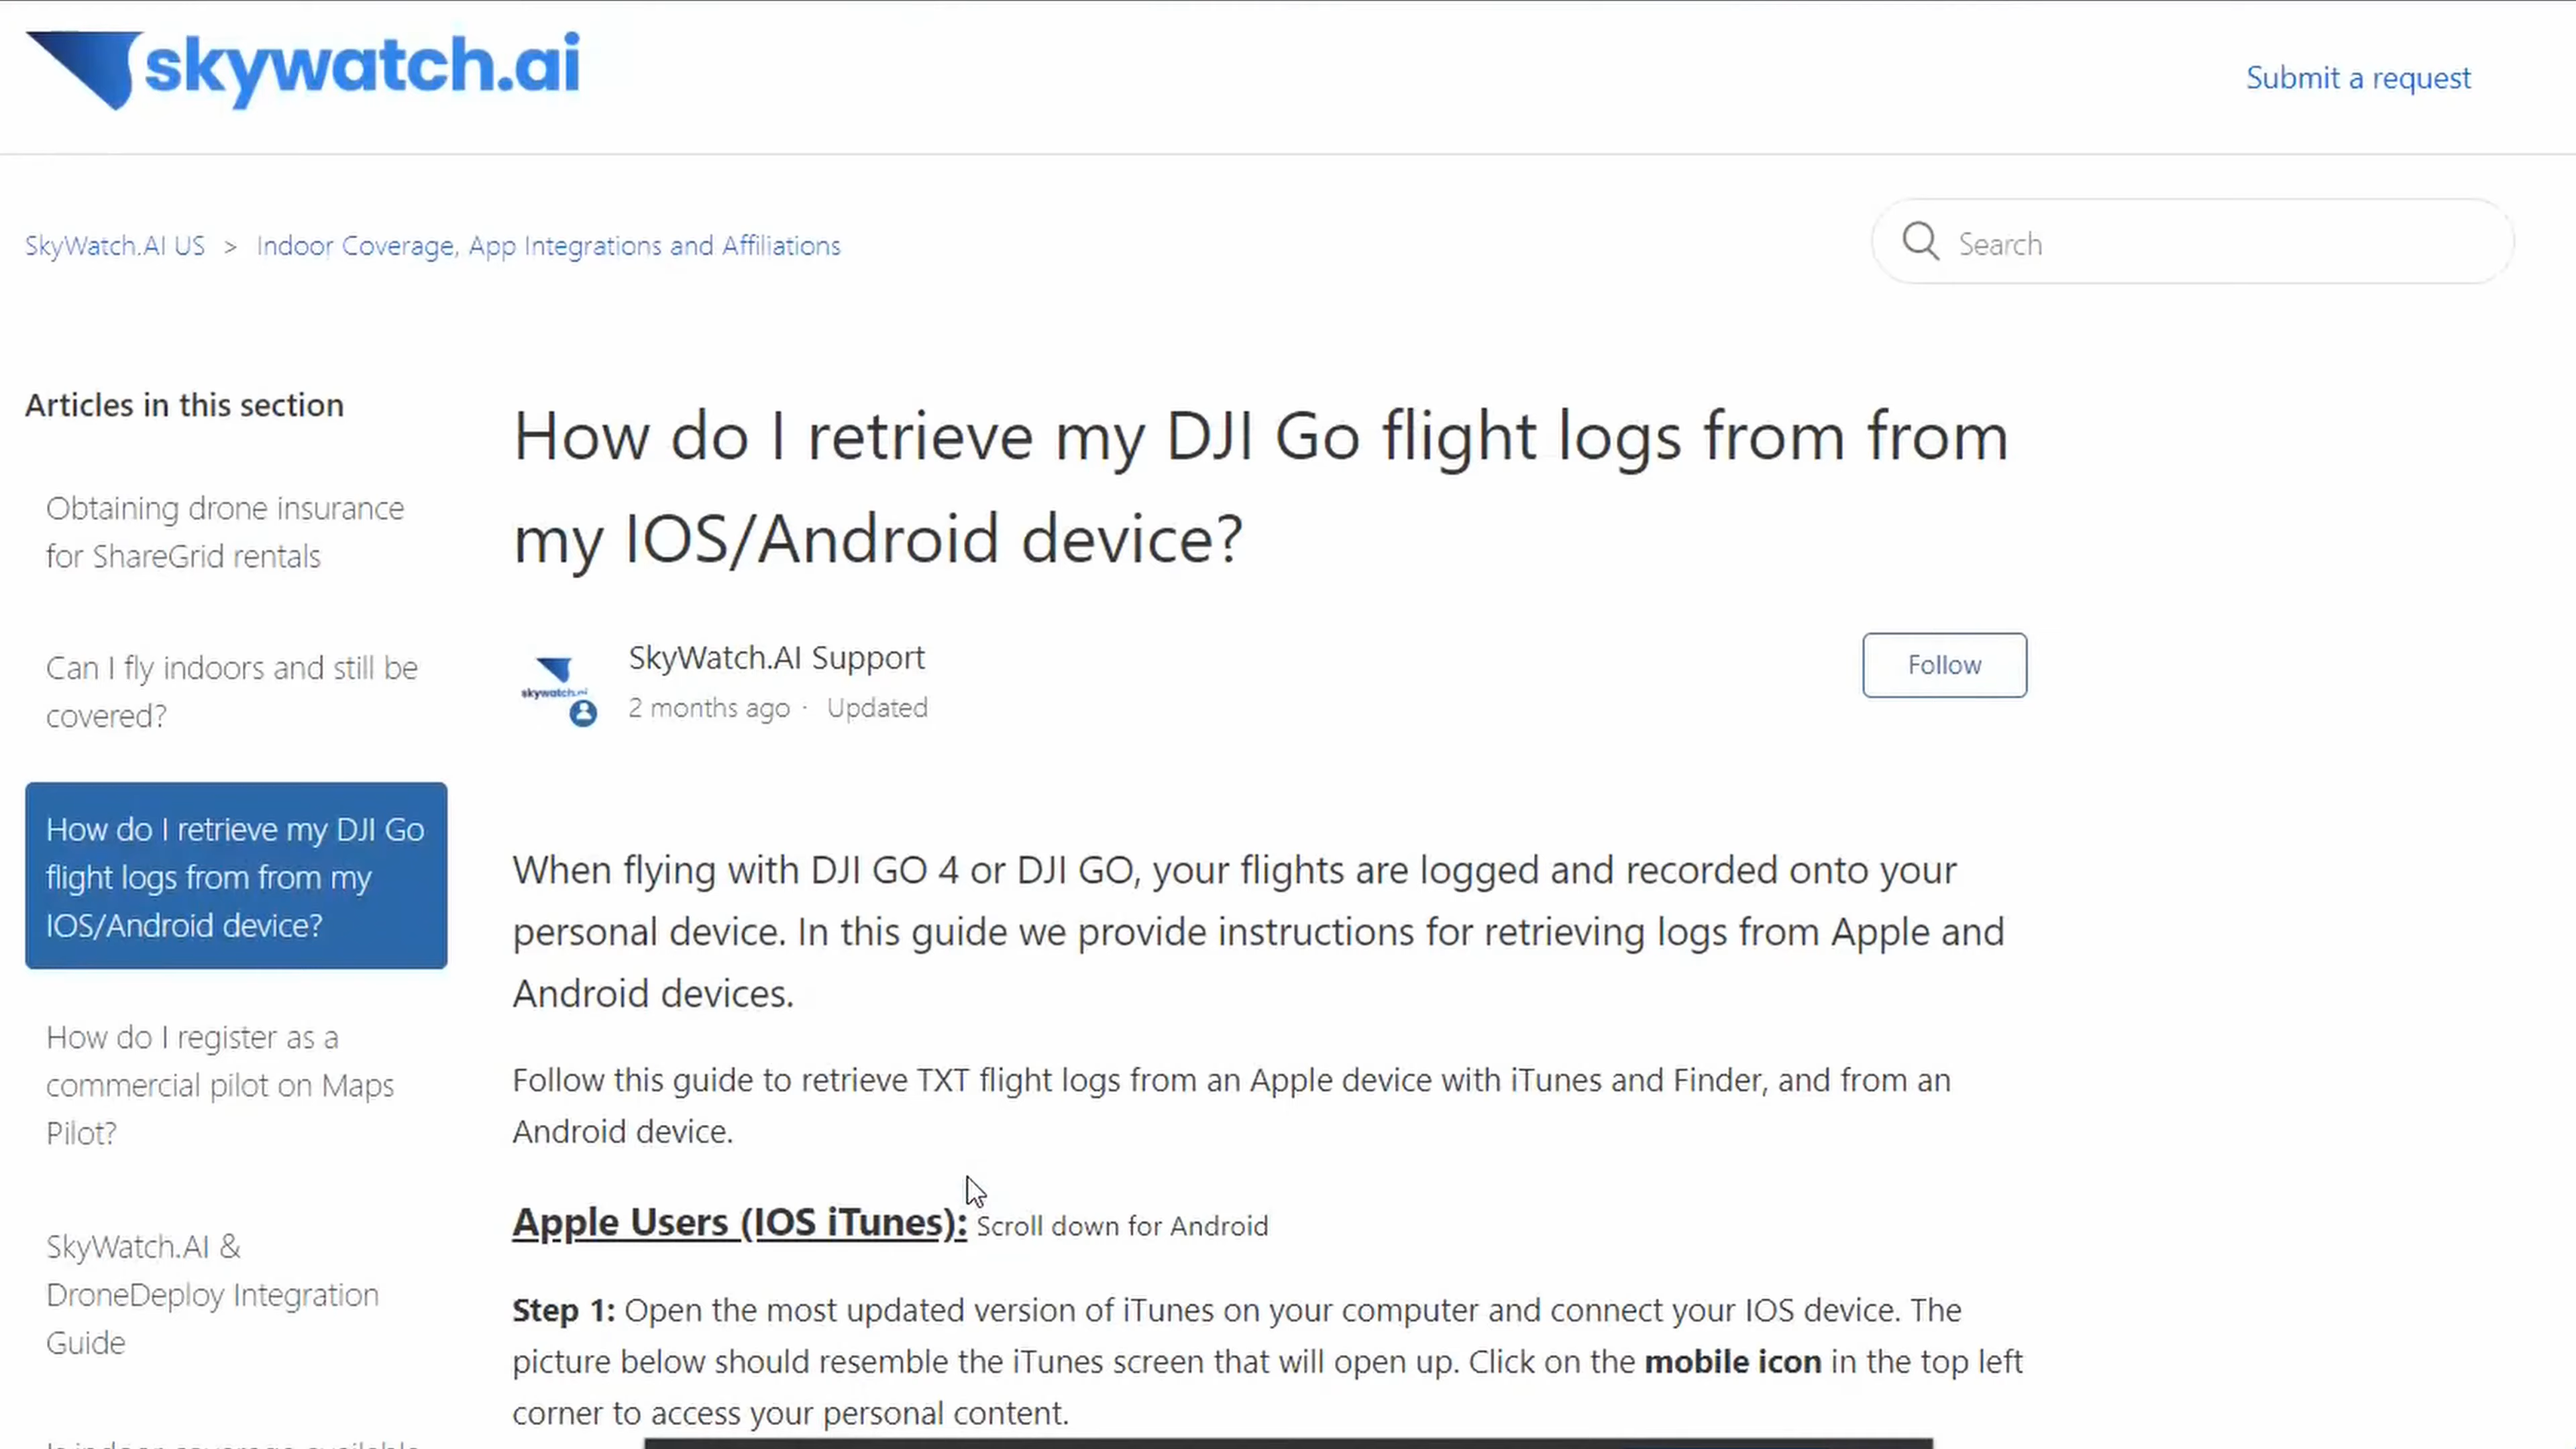 skywatch.ai
Submit a request
SkyWatch.AI US > Indoor Coverage, App Integrations and Affiliations
Search
Articles in this section
Obtaining drone insurance
for ShareGrid rentals
Can I fly indoors and still be
covered?
How do I retrieve my DJI Go
flight logs from from my
IOS/Android device?
How do I register as a
commercial pilot on Maps
Pilot?
SkyWatch.AI &
DroneDeploy Integration
Guide
Is indoor coverage available
How do I retrieve my DJI Go flight logs from from
my IOS/Android device?
skywatch.ai
SkyWatch.AI Support
2 months ago · Updated
Follow
When flying with DJI GO 4 or DJI GO, your flights are logged and recorded onto your
personal device. In this guide we provide instructions for retrieving logs from Apple and
Android devices.
Follow this guide to retrieve TXT flight logs from an Apple device with iTunes and Finder, and from an
Android device.
Apple Users (IOS iTunes): Scroll down for Android
Step 1: Open the most updated version of iTunes on your computer and connect your IOS device. The
picture below should resemble the iTunes screen that will open up. Click on the mobile icon in the top left
corner to access your personal content.